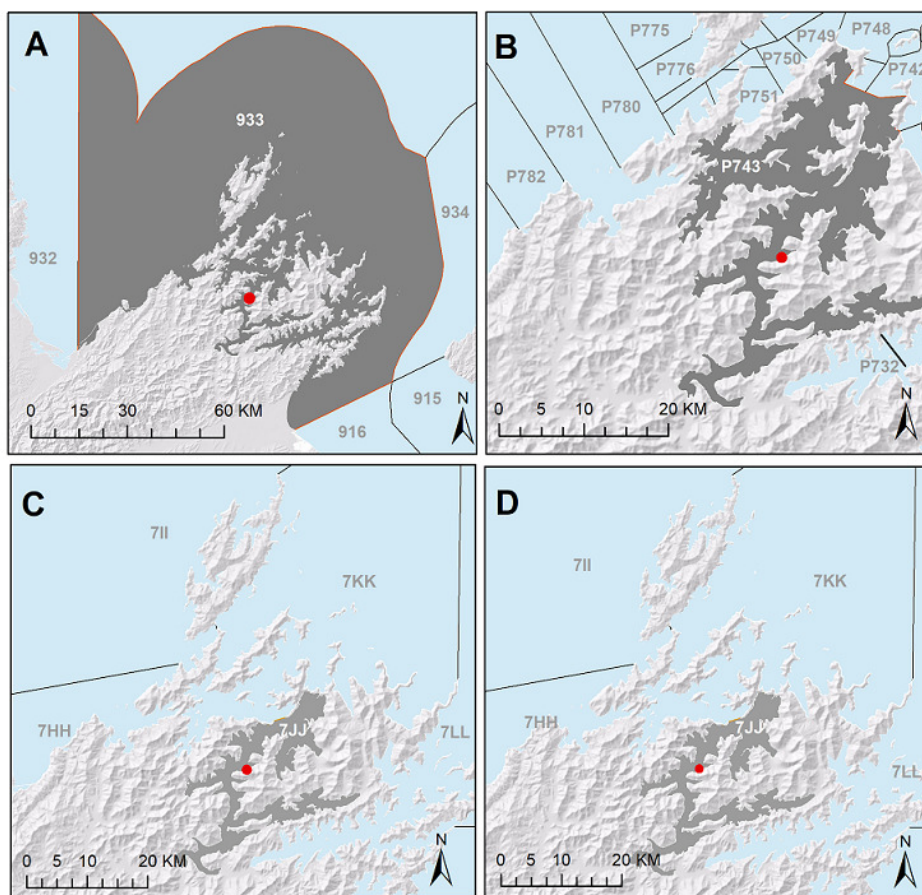 A
933
932
934
915
916
0 15 30 60 KM
N
B
P775
P776
P780
P781
P782
P749
P748
P750
P742
P751
P743
P732
0 5 10 20 KM
N
C
7II
7KK
7HH
7JJ
7LL
0 5 10 20 KM
N
D
7II
7KK
7HH
7JJ
7LL
0 5 10 20 KM
N